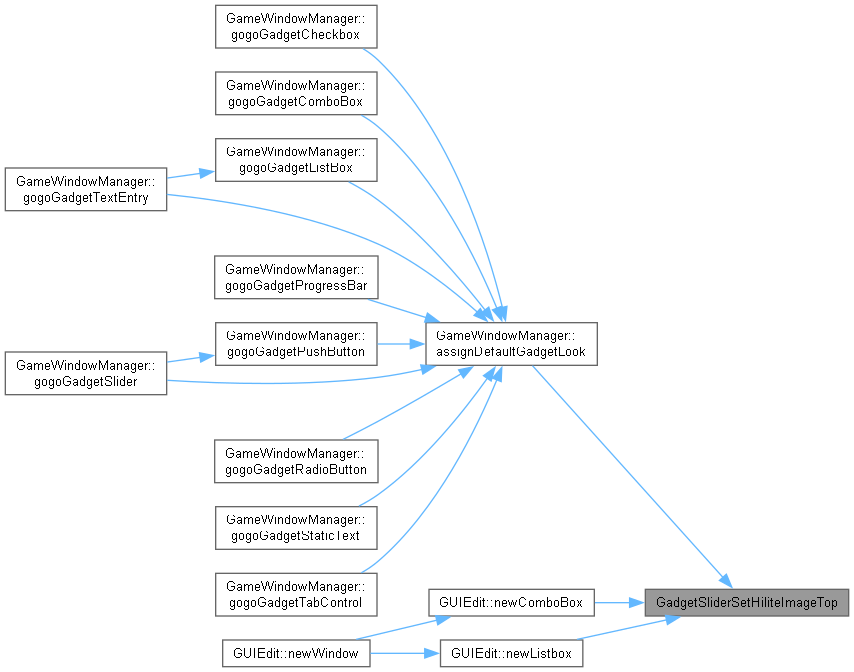 GameWindowManager::
gogoGadgetCheckbox
GameWindowManager::
gogoGadgetComboBox
GameWindowManager::
gogoGadgetListBox
GameWindowManager::
gogoGadgetTextEntry
GameWindowManager::
gogoGadgetProgressBar
GameWindowManager::
gogoGadgetPushButton
GameWindowManager::
assignDefaultGadgetLook
GameWindowManager::
gogoGadgetSlider
GameWindowManager::
gogoGadgetRadioButton
GameWindowManager::
gogoGadgetStaticText
GameWindowManager::
gogoGadgetTabControl
GUIEdit::newComboBox
GadgetSliderSetHiliteImageTop
GUIEdit::newWindow
GUIEdit::newListbox